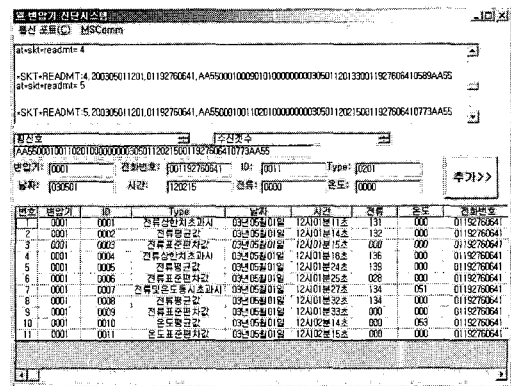 변압기 진단시스템
통신 포트(C) MSComm
at*skt*readmt= 4
*SKT*READMT:4, 200305011201,01192760641, AA55000100090101000000000305011201330011927606410589AA55
at*skt*readmt= 5
*SKT*READMT:5, 200305011202,01192760641, AA55000100110201000000000305011202150011927606410773AA55
수신갯수
AA55000100110201000000000305011202150011927606410773AA55
변압기: 0001 전화번호: 001192760641 ID: 0011 Type: 0201
날짜: 030501 시간: 120215 전류: 0000 온도: 0000
추가>>
번호 변압기 ID Type 날짜 시간 전류 온도 전화번호
1 0001 0001 전류상한치초과시 03년05월01일 12시01분11초 131 000 01192760641
2 0001 0002 전류평균값 03년05월01일 12시01분14초 132 000 01192760641
3 0001 0003 전류표준편차값 03년05월01일 12시01분15초 000 000 01192760641
4 0001 0004 전류상한치초과시 03년05월01일 12시01분18초 136 000 01192760641
5 0001 0005 전류평균값 03년05월01일 12시01분24초 139 000 01192760641
6 0001 0006 전류표준편차값 03년05월01일 12시01분25초 028 000 01192760641
7 0001 0007 전류및온도동시초과시 03년05월01일 12시01분27초 134 051 01192760641
8 0001 0008 전류평균값 03년05월01일 12시01분32초 134 000 01192760641
9 0001 0009 전류표준편차값 03년05월01일 12시01분33초 000 000 01192760641
10 0001 0010 온도평균값 03년05월01일 12시02분14초 000 053 01192760641
11 0001 0011 온도표준편차값 03년05월01일 12시02분15초 000 000 01192760641